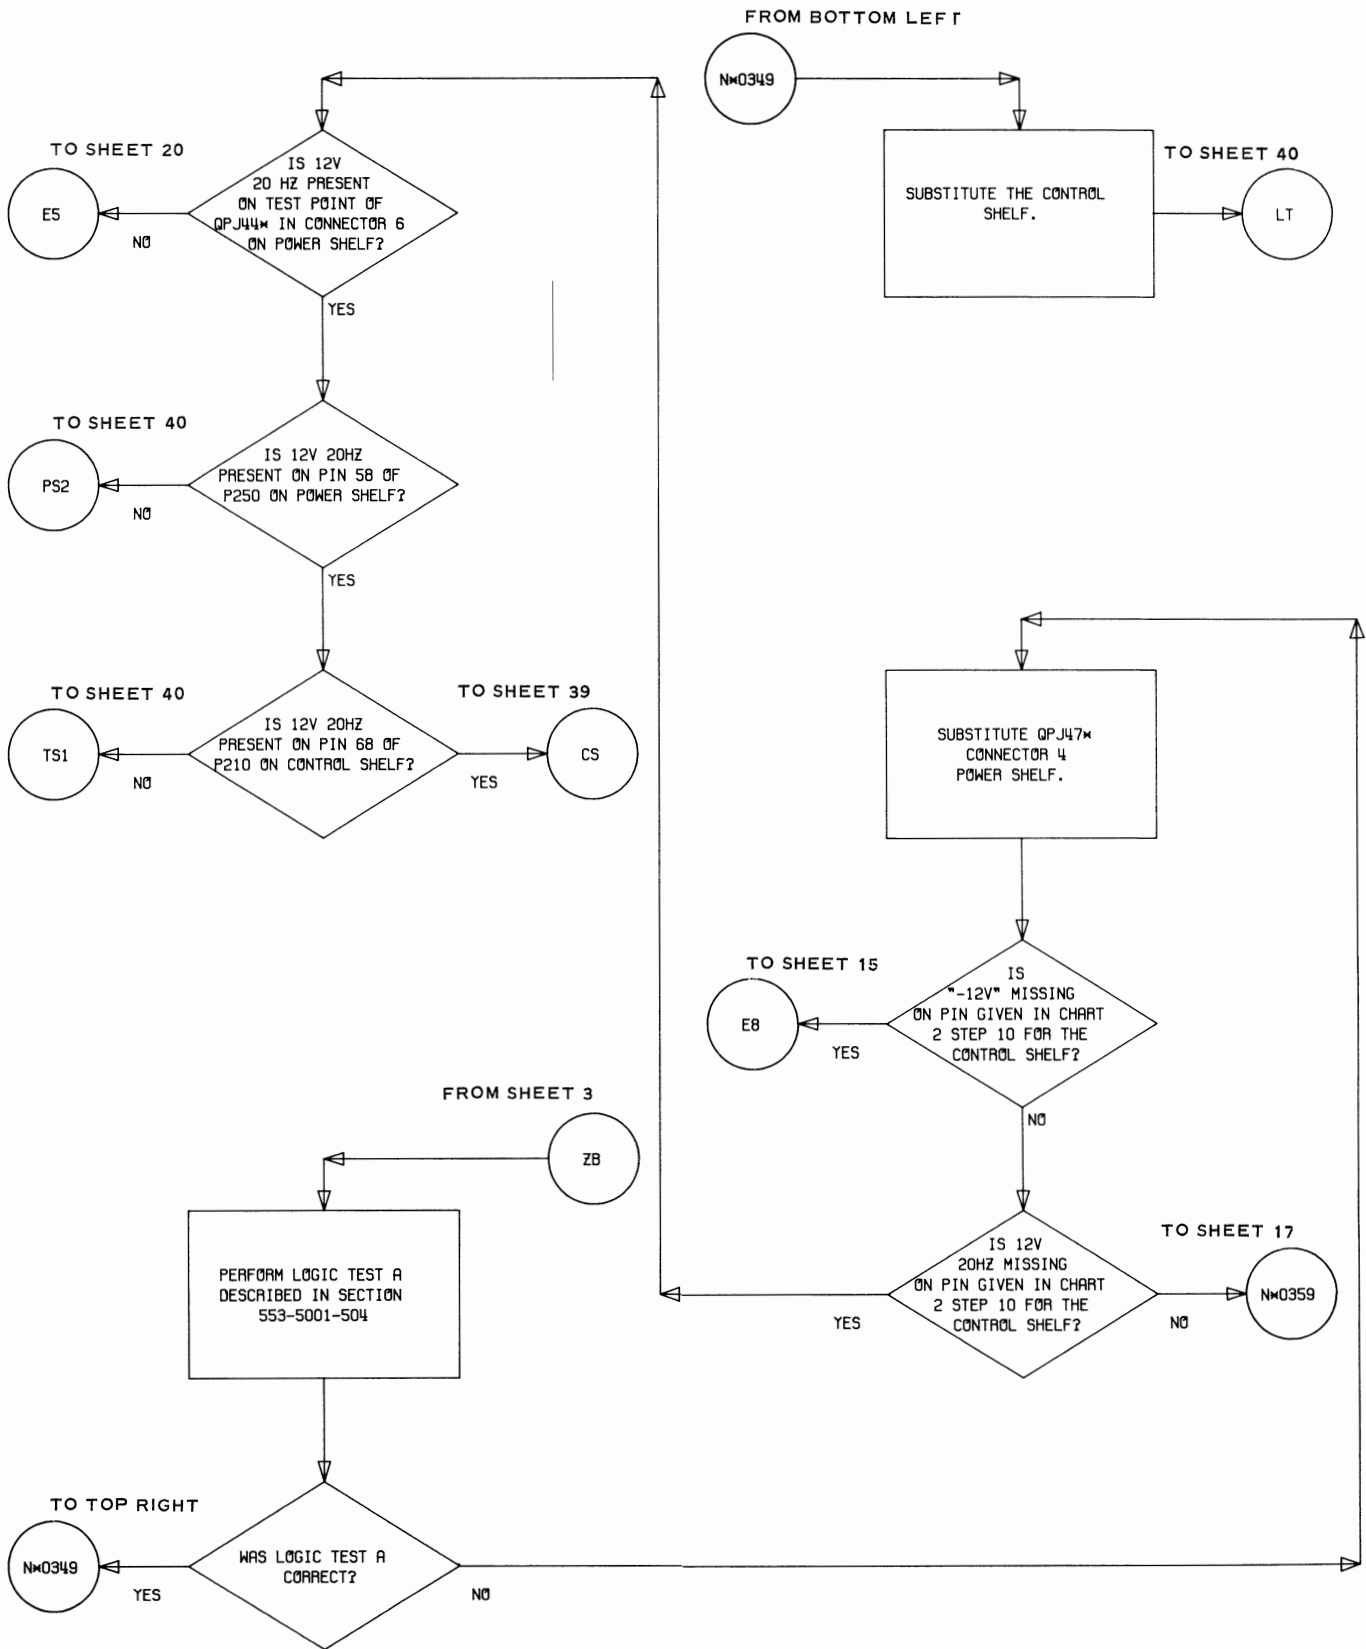 FROM BOTTOM LEFT
N*0349
SUBSTITUTE THE CONTROL
SHELF.
TO SHEET 40
LT
TO SHEET 20
E5
NO
IS 12V
20 HZ PRESENT
ON TEST POINT OF
QPJ44* IN CONNECTOR 6
ON POWER SHELF?
YES
TO SHEET 40
PS2
NO
IS 12V 20HZ
PRESENT ON PIN 58 OF
P250 ON POWER SHELF?
YES
TO SHEET 40
TS1
NO
IS 12V 20HZ
PRESENT ON PIN 68 OF
P210 ON CONTROL SHELF?
YES
TO SHEET 39
CS
SUBSTITUTE QPJ47*
CONNECTOR 4
POWER SHELF.
TO SHEET 15
E8
YES
IS
"-12V" MISSING
ON PIN GIVEN IN CHART
2 STEP 10 FOR THE
CONTROL SHELF?
NO
IS 12V
20HZ MISSING
ON PIN GIVEN IN CHART
2 STEP 10 FOR THE
CONTROL SHELF?
YES
NO
TO SHEET 17
N*0359
FROM SHEET 3
ZB
PERFORM LOGIC TEST A
DESCRIBED IN SECTION
553-5001-504
TO TOP RIGHT
N*0349
YES
WAS LOGIC TEST A
CORRECT?
NO